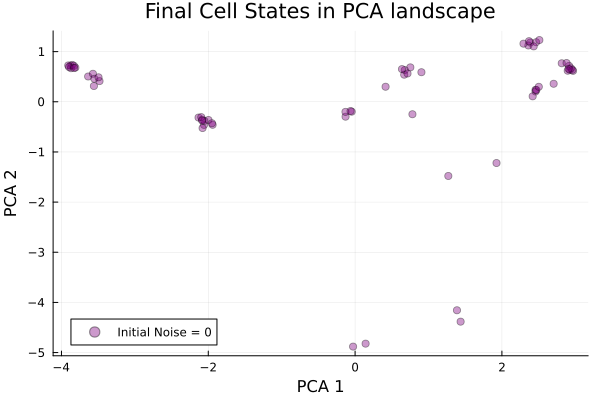 Final Cell States in PCA landscape
PCA 2
1
0
−1
−2
−3
−4
−5
Initial Noise = 0
−4
−2
0
2
PCA 1